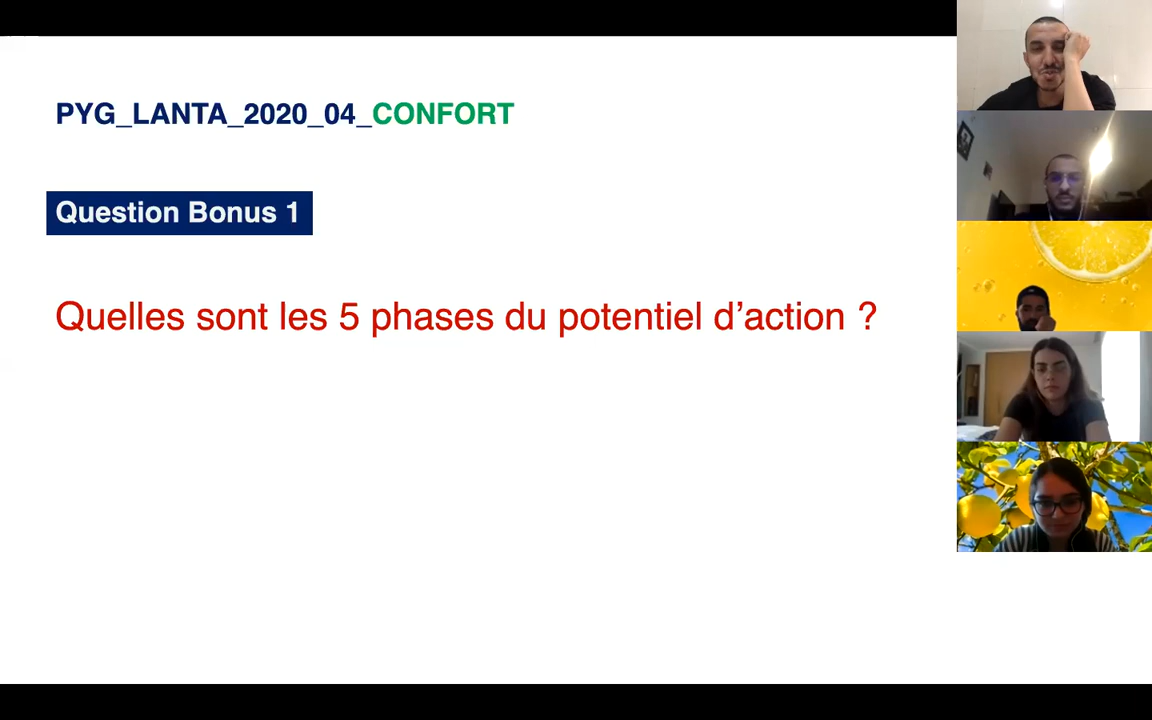 PYG_LANTA_2020_04_CONFORT
Question Bonus 1
Quelles sont les 5 phases du potentiel d’action ?